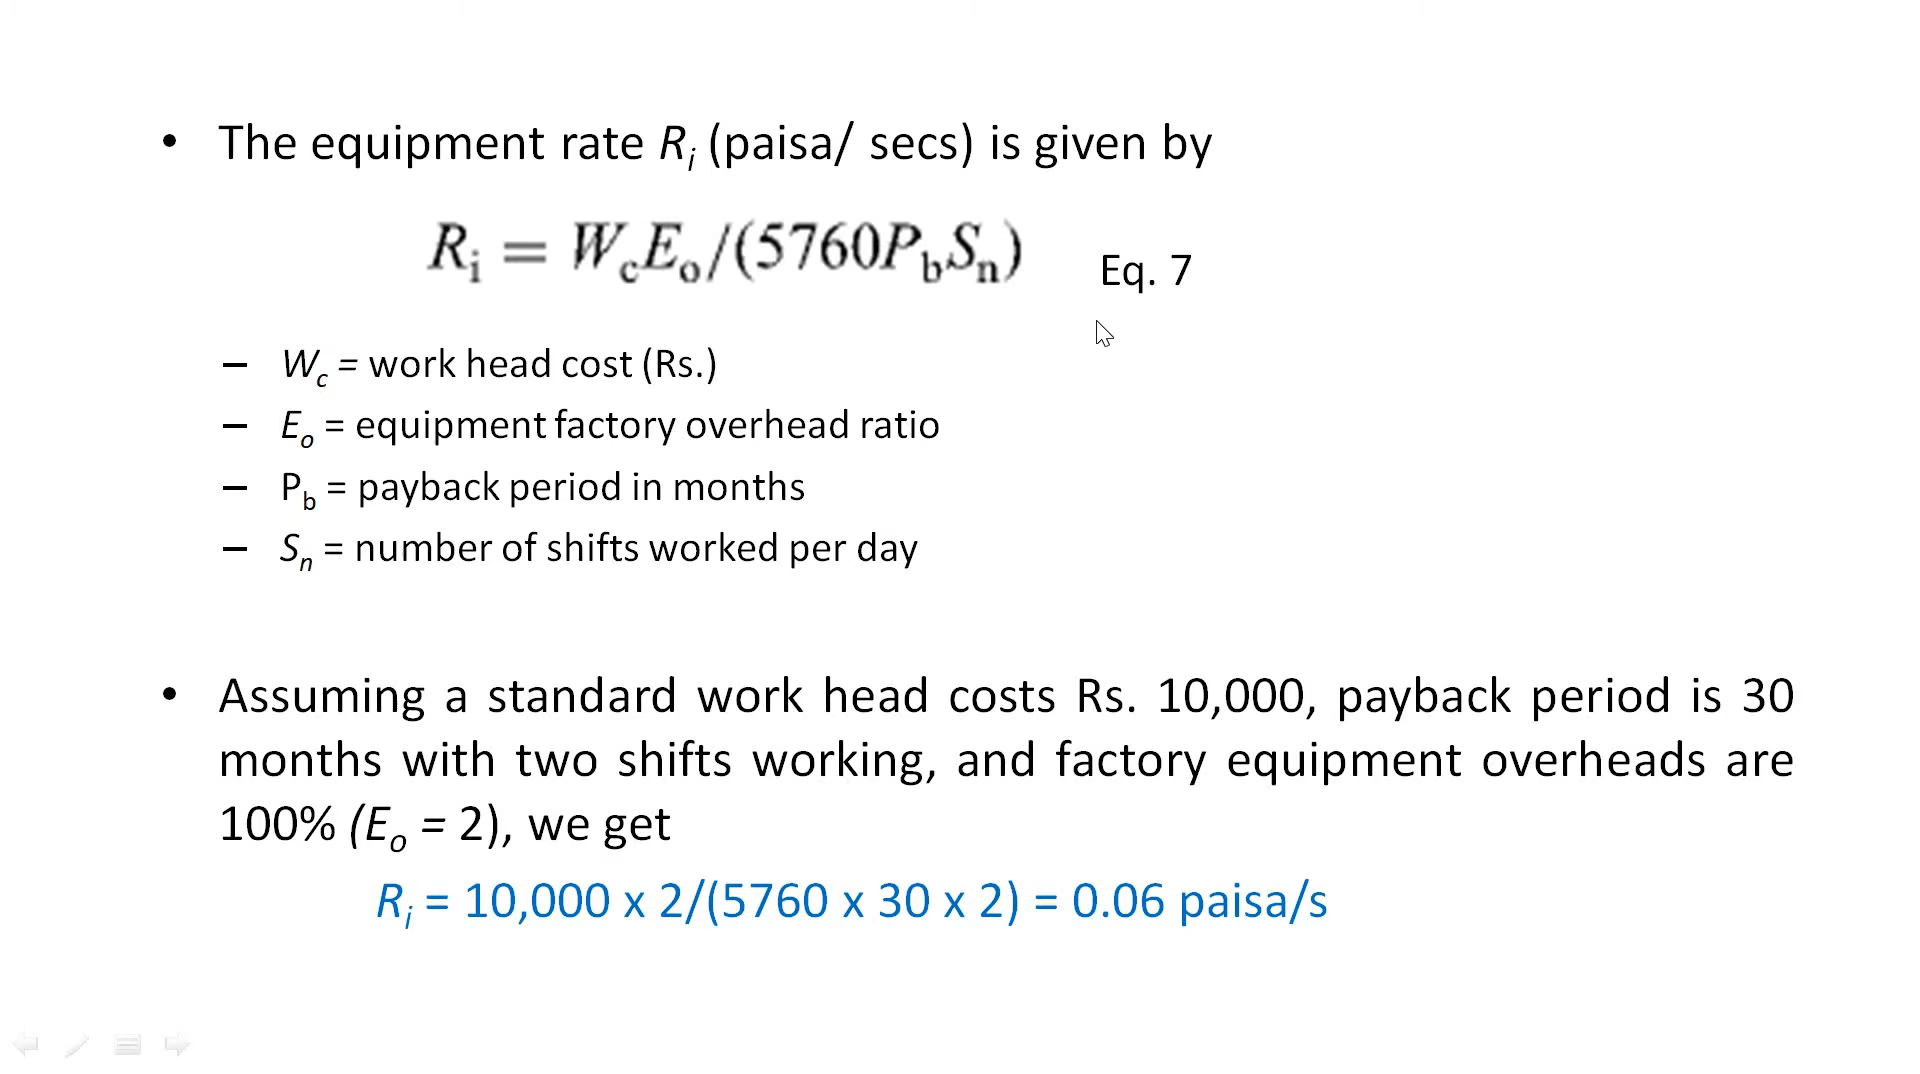 • The equipment rate Ri (paisa/ secs) is given by
Ri = WcEo/(5760PbSn)
Eq. 7
– Wc = work head cost (Rs.)
– Eo = equipment factory overhead ratio
– Pb = payback period in months
– Sn = number of shifts worked per day
• Assuming a standard work head costs Rs. 10,000, payback period is 30
months with two shifts working, and factory equipment overheads are
100% (Eo = 2), we get
Ri = 10,000 x 2/(5760 x 30 x 2) = 0.06 paisa/s